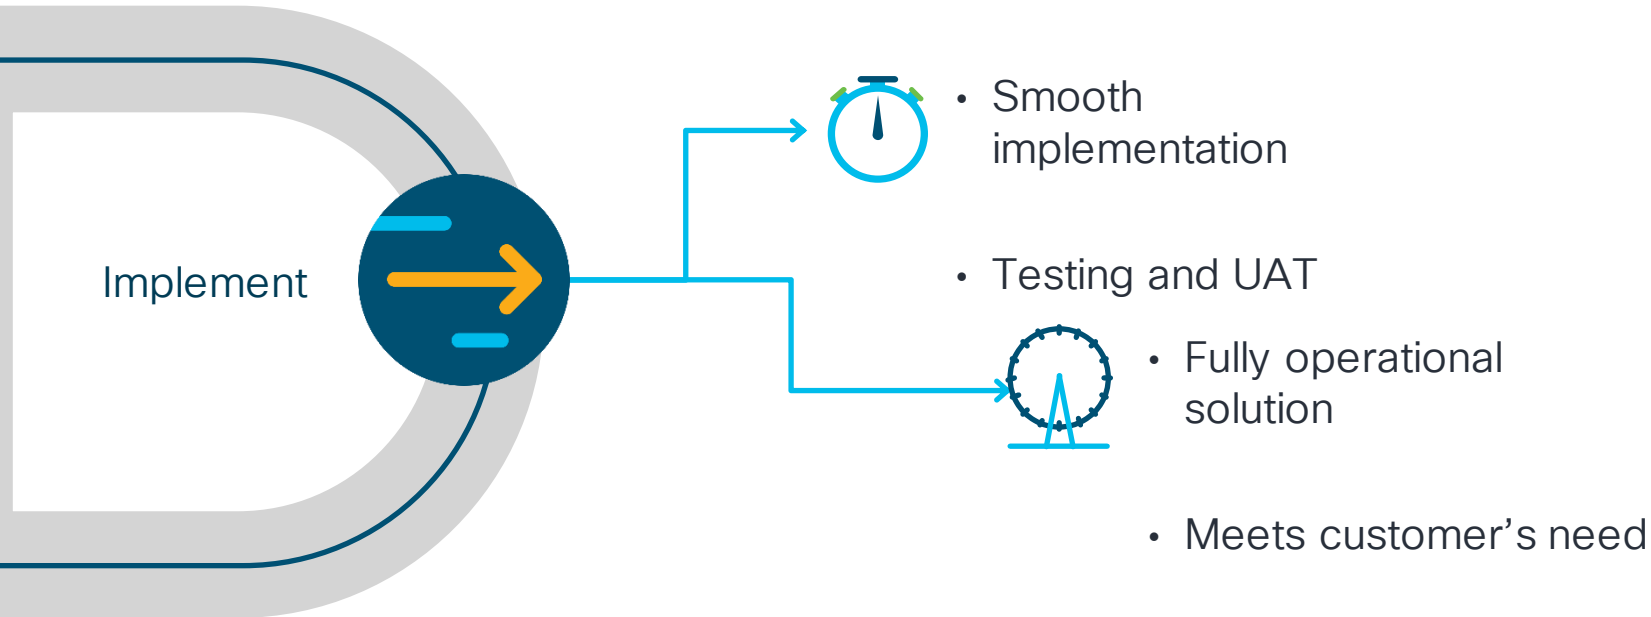 Implement
• Smooth
implementation
• Testing and UAT
• Fully operational
solution
• Meets customer’s need